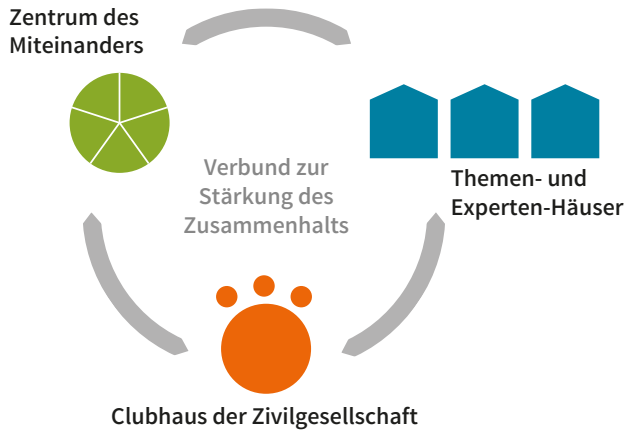 Zentrum des
Miteinanders
Themen- und
Experten-Häuser
Verbund zur
Stärkung des
Zusammenhalts
Clubhaus der Zivilgesellschaft